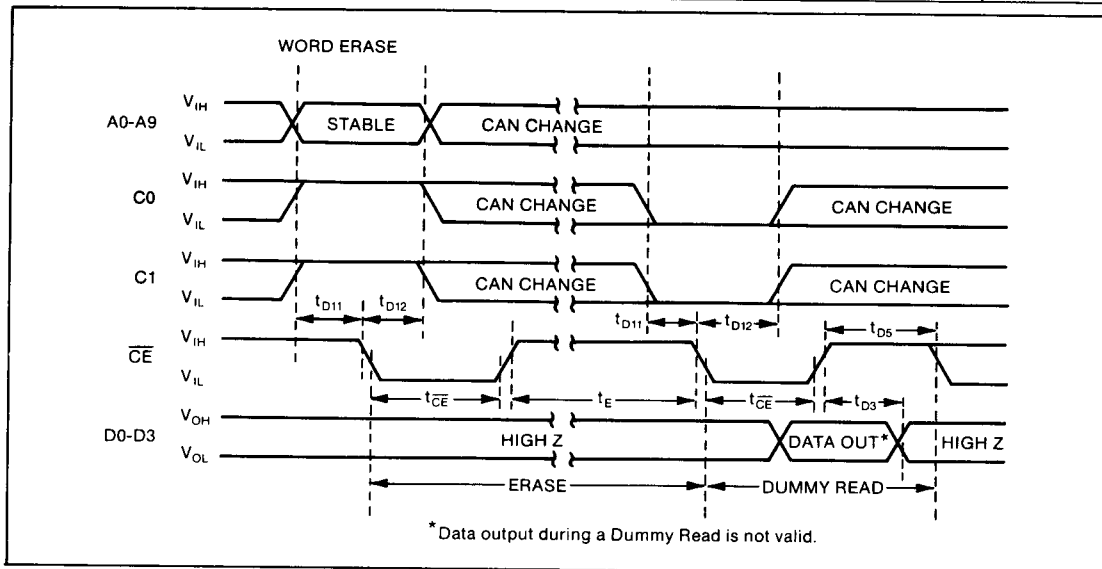 WORD ERASE
A0-A9
VIH
VIL
STABLE
CAN CHANGE
C0
VIH
VIL
CAN CHANGE
CAN CHANGE
C1
VIH
VIL
CAN CHANGE
CAN CHANGE
tD11
tD12
tD11
tD12
tD5
CE
VIH
VIL
tCE
tE
tCE
tD3
D0-D3
VOH
VOL
HIGH Z
DATA OUT*
HIGH Z
ERASE
DUMMY READ
*Data output during a Dummy Read is not valid.